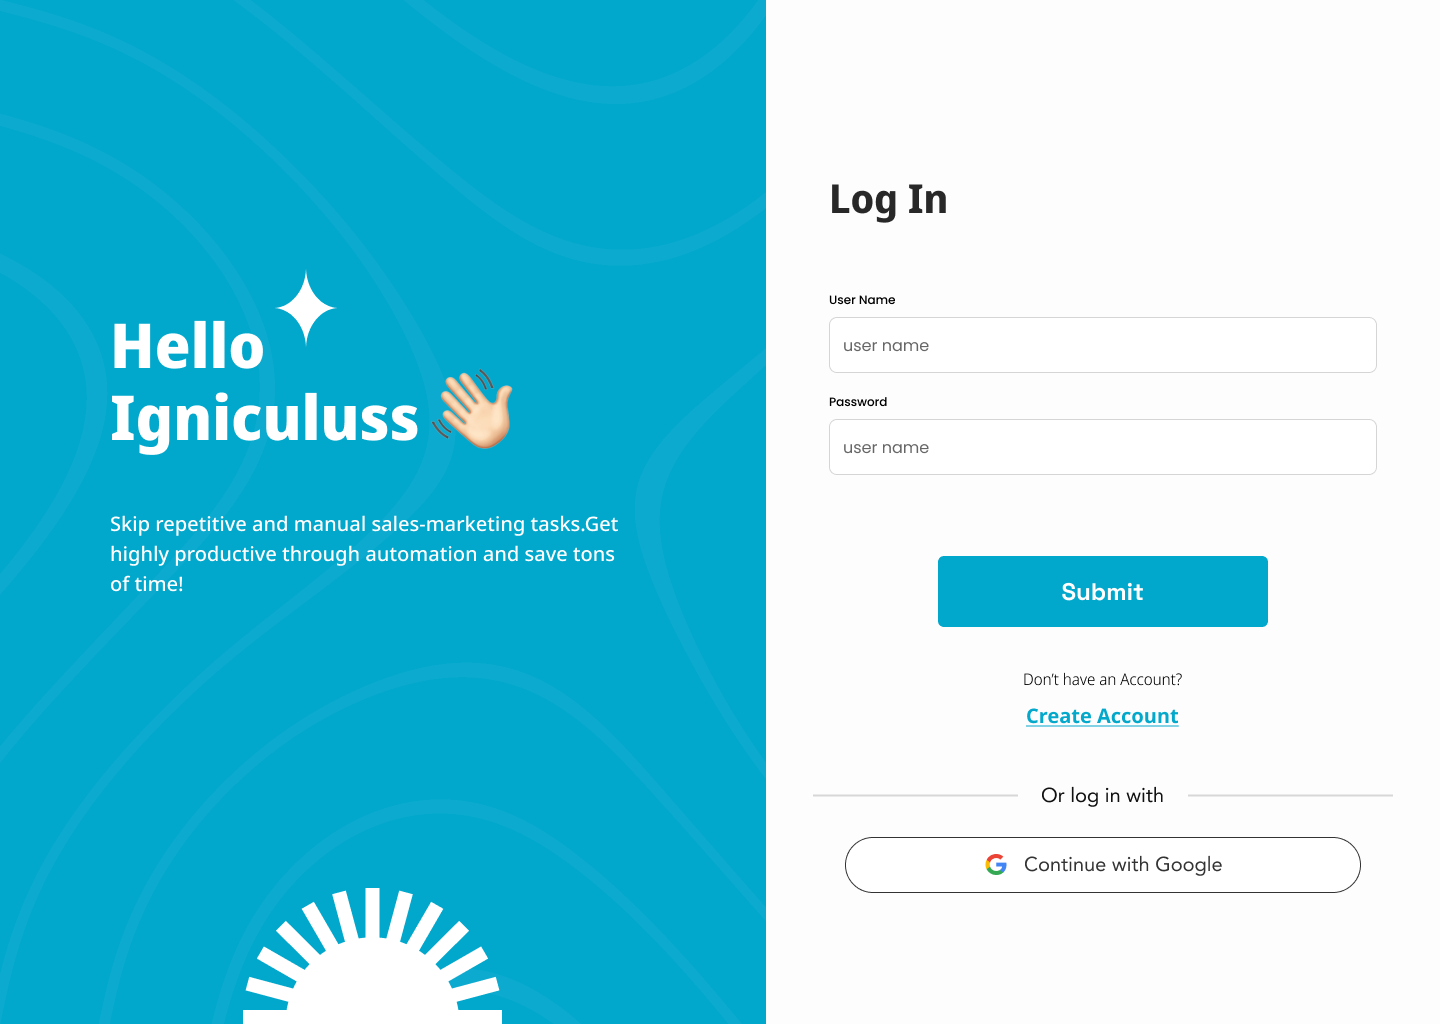 Hello
Igniculuss
Skip repetitive and manual sales-marketing tasks.Get
highly productive through automation and save tons
of time!
Log In
User Name
user name
Password
user name
Submit
Don't have an Account?
Create Account
Or log in with
Continue with Google